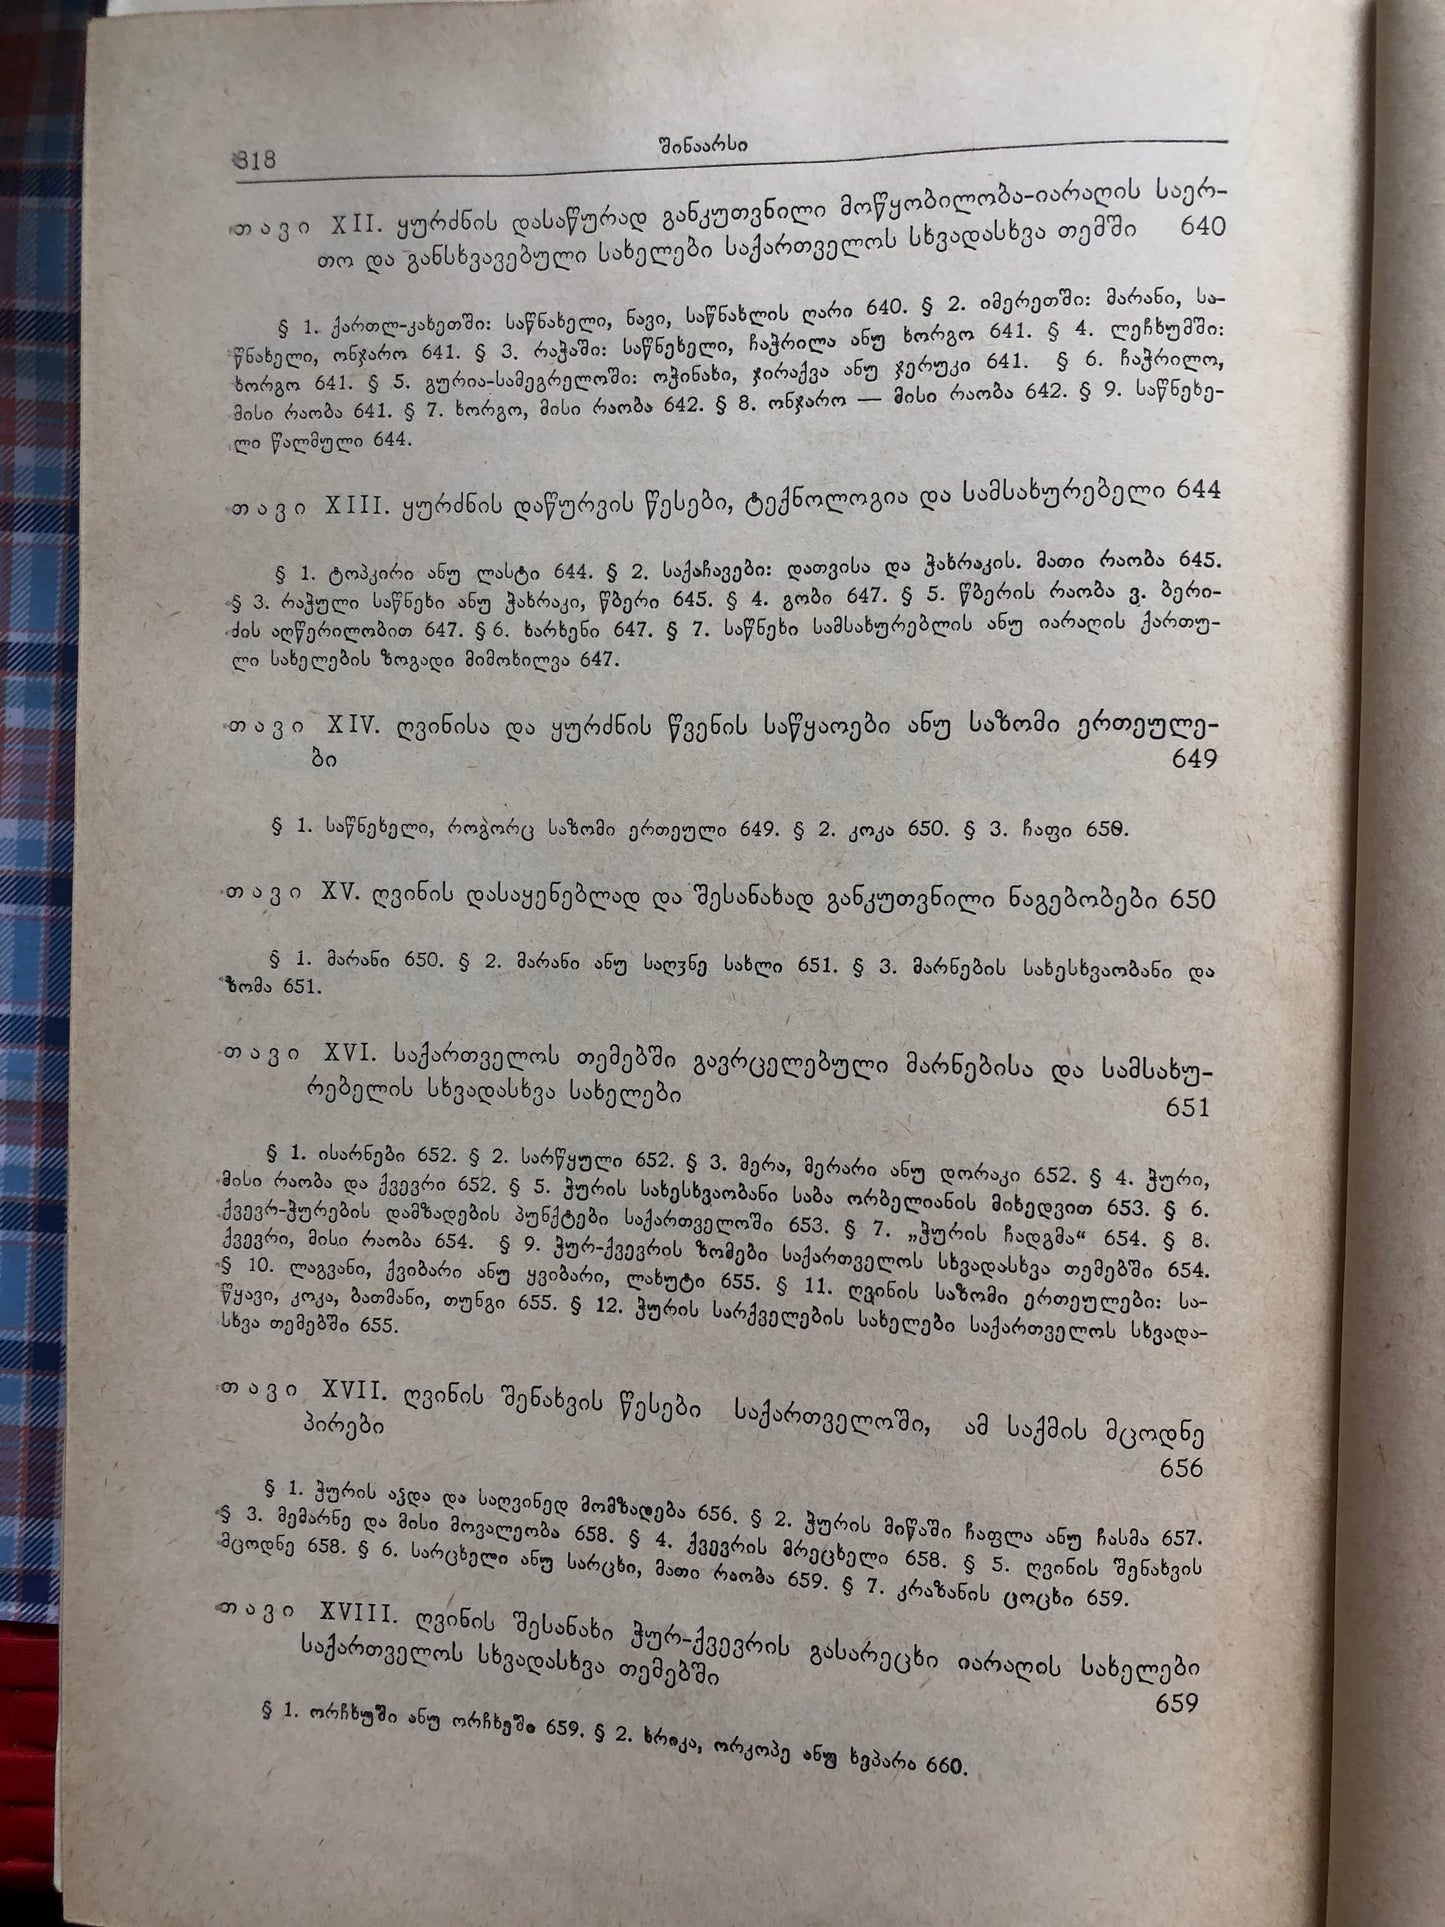 818 შინაარსი
თავი XII. ყურძნის დასაწურად განკუთვნილი მოწყობილობა-იარაღის საერ-
თო და განსხვავებული სახელები საქართველოს სხვადასხვა თემში 640
§ 1. ქართლ-კახეთში: საწნახელი, ნავი, საწნახლის ღარი 640. § 2. იმერეთში: მარანი, სა-
წნახელი, ონჯარო 641. § 3. რაჭაში: საწნეხელი, ჩაჭრილა ანუ ხორგო 641. § 4. ლეჩხუმში:
ხორგო 641. § 5. გურია-სამეგრელოში: ოჭინახი, ჯირაქვა ანუ ჯერუკი 641. § 6. ჩაჭრილო,
მისი რაობა 641. § 7. ხორგო, მისი რაობა 642. § 8. ონჯარო — მისი რაობა 642. § 9. საწნეხე-
ლი წალმული 644.
თავი XIII. ყურძნის დაწურვის წესები, ტექნოლოგია და სამსახურებელი 644
§ 1. ტოპკირი ანუ ლასტი 644. § 2. საქაჩავები: დათვისა და ჭახრაკის. მათი რაობა 645.
§ 3. რაჭული საწნეხი ანუ ჭახრაკი, წბერი 645. § 4. გობი 647. § 5. წბერის რაობა ვ. ბერი-
ძის აღწერილობით 647. § 6. ხარხენი 647. § 7. საწნეხი სამსახურებლის ანუ იარაღის ქართუ-
ლი სახელების ზოგადი მიმოხილვა 647.
თავი XIV. ღვინისა და ყურძნის წვენის საწყაოები ანუ საზომი ერთეულე-
ბი 649
§ 1. საწნეხელი, როგორც საზომი ერთეული 649. § 2. კოკა 650. § 3. ჩაფი 650.
თავი XV. ღვინის დასაყენებლად და შესანახად განკუთვნილი ნაგებობები 650
§ 1. მარანი 650. § 2. მარანი ანუ საღჳნე სახლი 651. § 3. მარნების სახესხვაობანი და
ზომა 651.
თავი XVI. საქართველოს თემებში გავრცელებული მარნებისა და სამსახუ-
რებელის სხვადასხვა სახელები 651
§ 1. ისარნები 652. § 2. სარწყული 652. § 3. მერა, მერარი ანუ დორაკი 652. § 4. ჭური,
მისი რაობა და ქვევრი 652. § 5. ჭურის სახესხვაობანი საბა ორბელიანის მიხედვით 653. § 6.
ქვევრ-ჭურების დამზადების პუნქტები საქართველოში 653. § 7. „ჭურის ჩადგმა“ 654. § 8.
ქვევრი, მისი რაობა 654. § 9. ჭურ-ქვევრის ზომები საქართველოს სხვადასხვა თემებში 654.
§ 10. ლაგვანი, ქვიბარი ანუ ყვიბარი, ლახუტი 655. § 11. ღვინის საზომი ერთეულები: სა-
წყავი, კოკა, ბათმანი, თუნგი 655. § 12. ჭურის სარქველების სახელები საქართველოს სხვადა-
სხვა თემებში 655.
თავი XVII. ღვინის შენახვის წესები საქართველოში, ამ საქმის მცოდნე
პირები 656
§ 1. ჭურის აჴდა და საღვინედ მომზადება 656. § 2. ჭურის მიწაში ჩაფლა ანუ ჩასმა 657.
§ 3. მემარნე და მისი მოვალეობა 658. § 4. ქვევრის მრეცხელი 658. § 5. ღვინის შენახვის
მცოდნე 658. § 6. სარცხელი ანუ სარცხი, მათი რაობა 659. § 7. კრაზანის ცოცხი 659.
თავი XVIII. ღვინის შესანახი ჭურ-ქვევრის გასარეცხი იარაღის სახელები
საქართველოს სხვადასხვა თემებში 659
§ 1. ორჩხუში ანუ ორჩხეში 659. § 2. ხრიკა, ორკოპე ანუ ხეპარა 660.